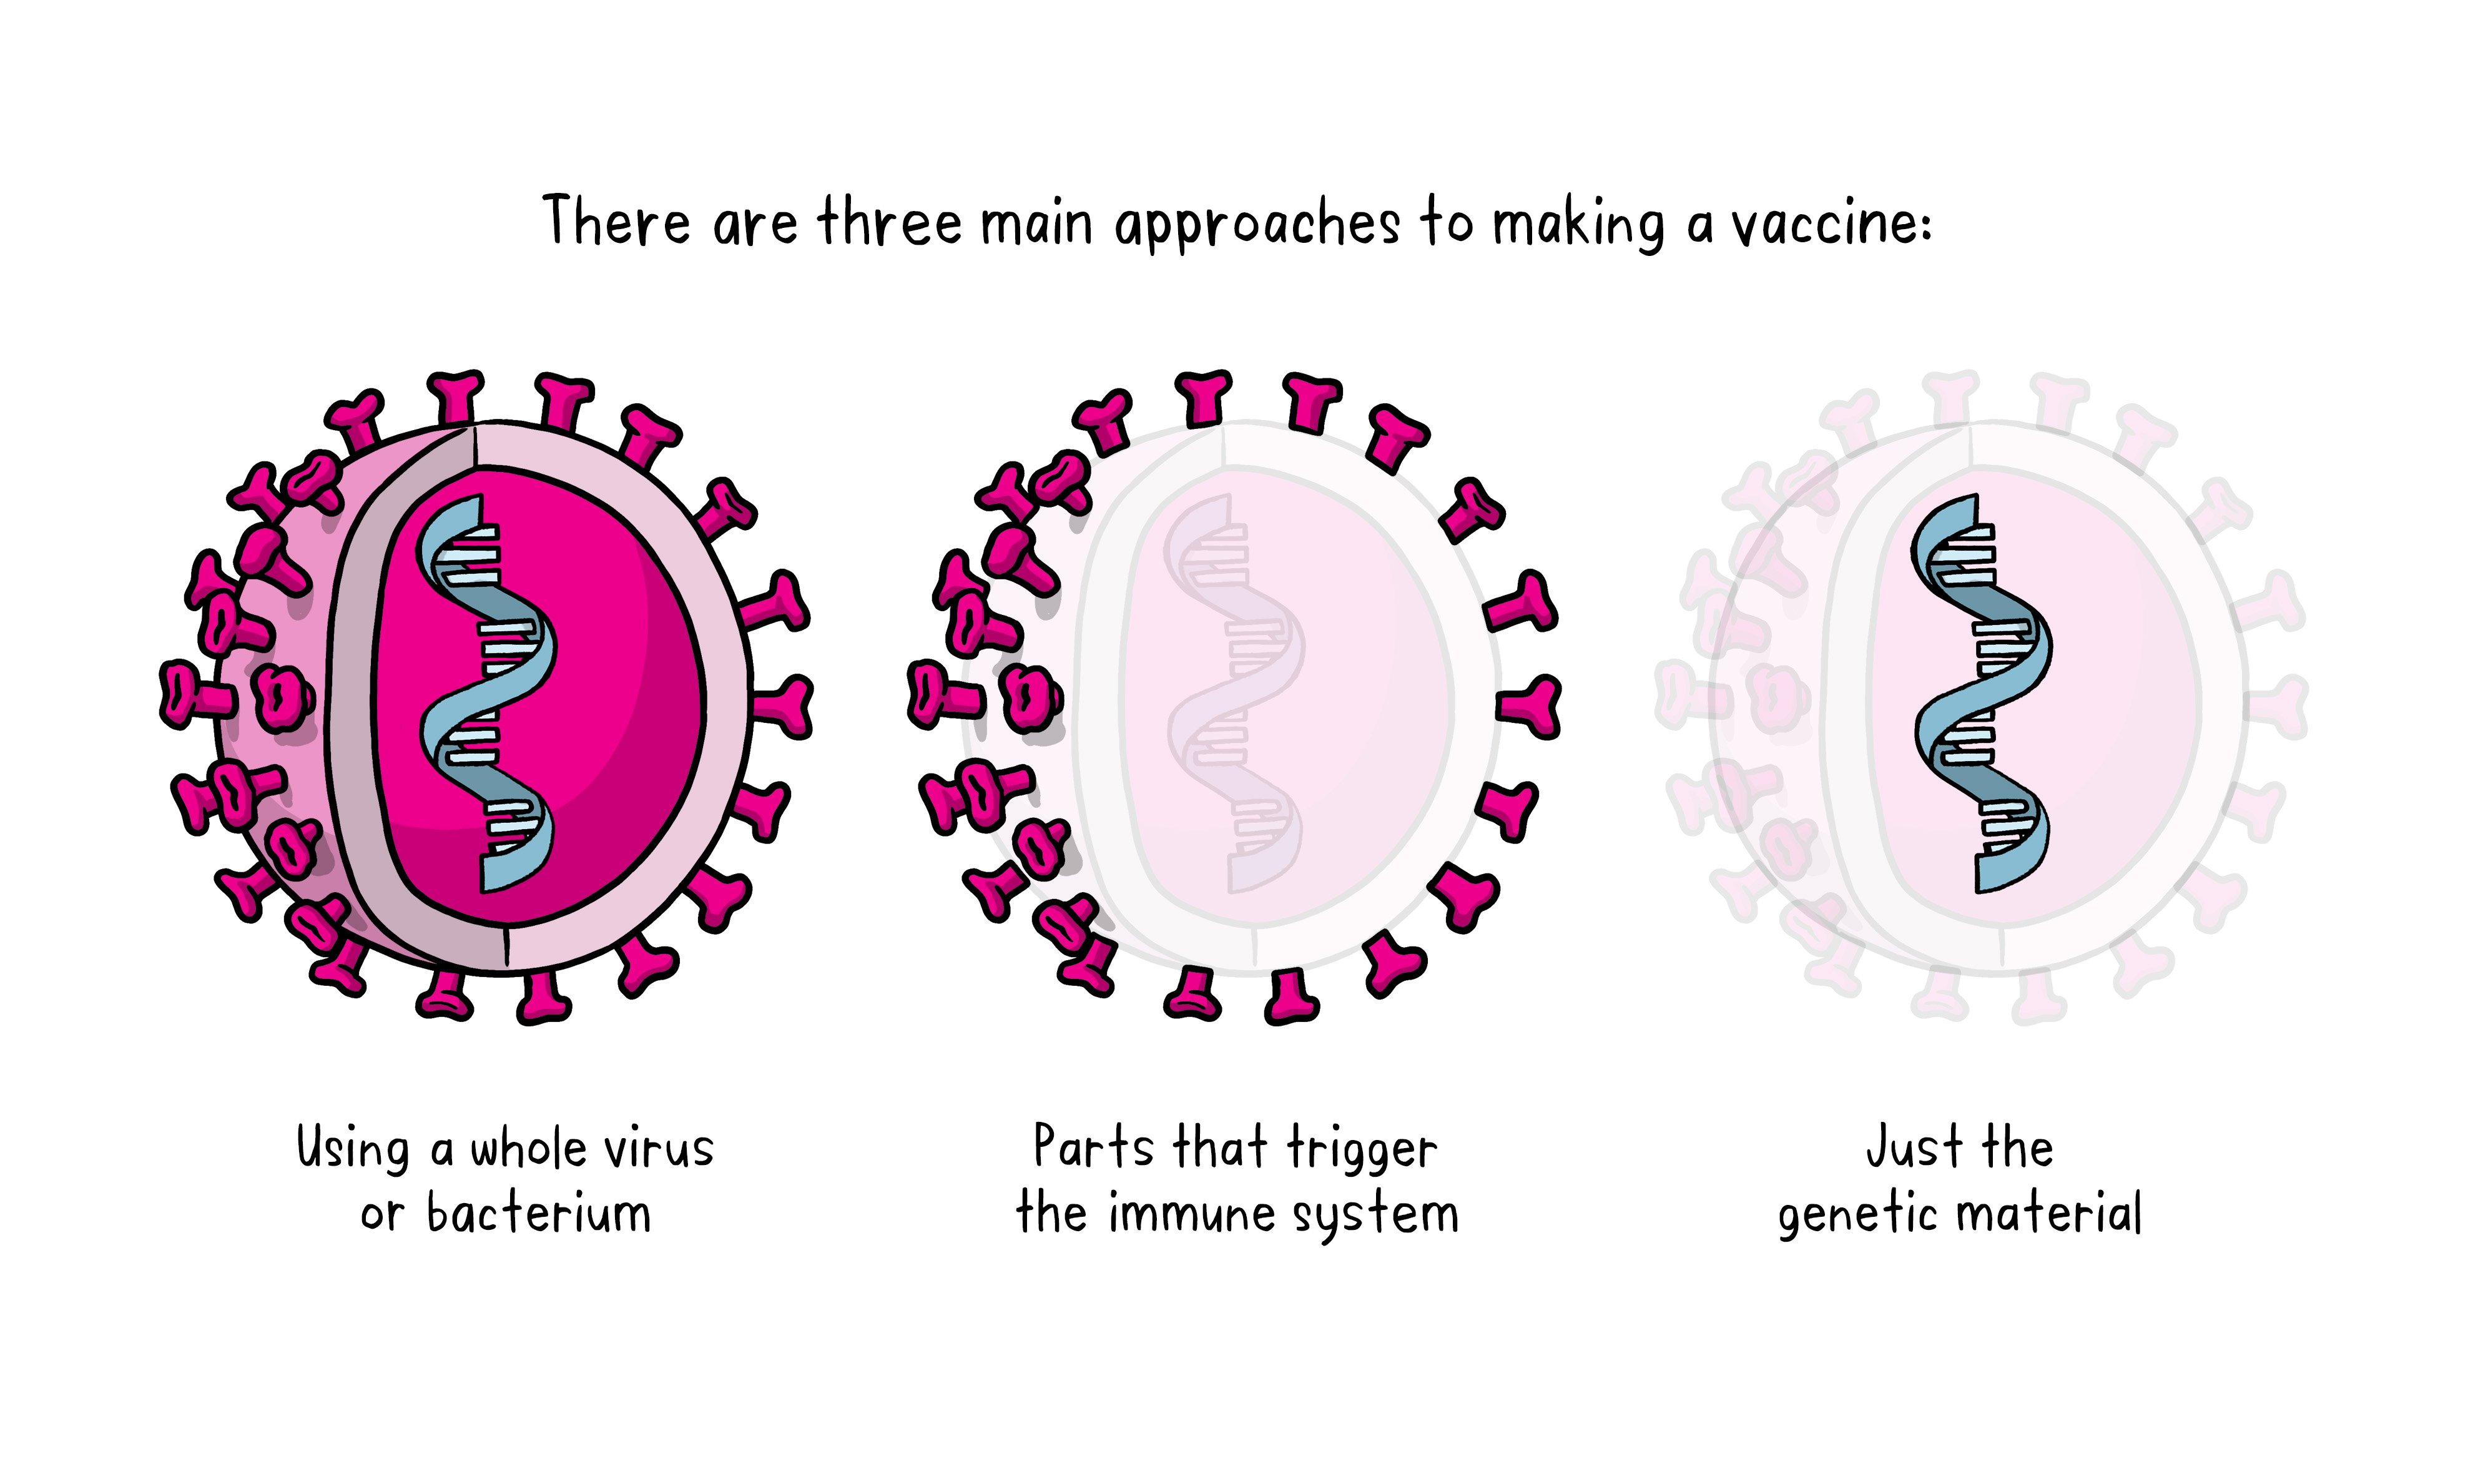 There are three main approaches to making a vaccine:
Using a whole virus
or bacterium
Parts that trigger
the immune system
Just the
genetic material